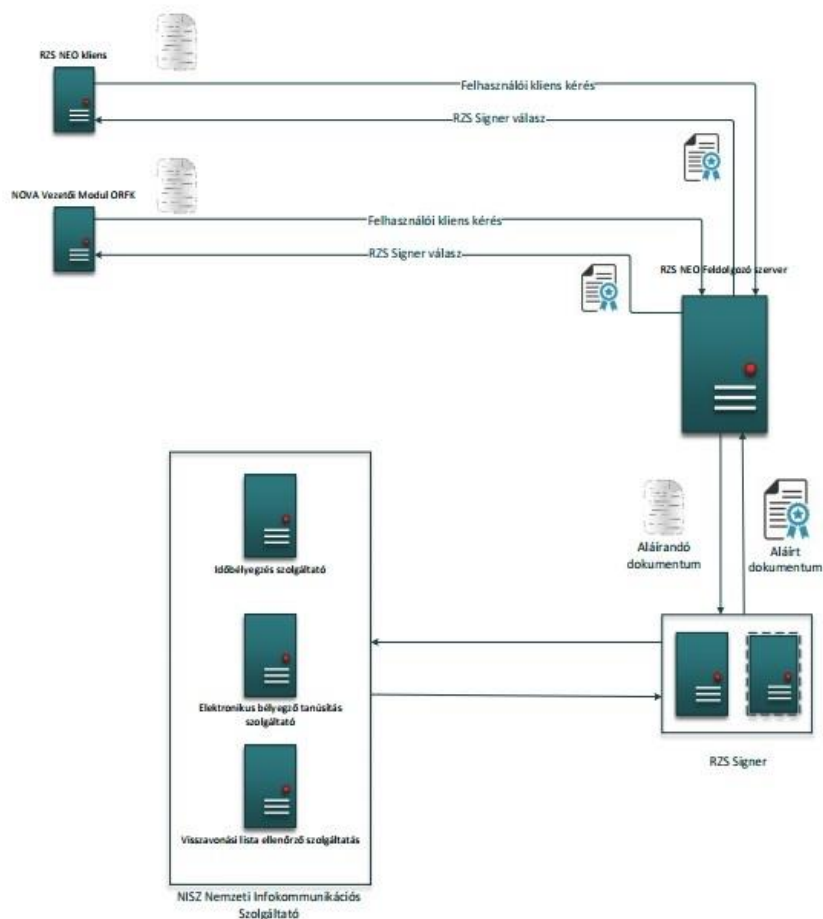 RZS NEO kliens
Felhasználói kliens kérés
RZS Signer válasz
NOVA Vezetői Modul ORFK
Felhasználói kliens kérés
RZS Signer válasz
RZS NEO Feldolgozó szerver
Aláírandó
dokumentum
Aláírt
dokumentum
Időbélyegzés szolgáltató
Elektronikus bélyegző tanúsítás
szolgáltató
Visszavonási lista ellenőrző szolgáltatás
RZS Signer
NISZ Nemzeti Infokommunikációs
Szolgáltató